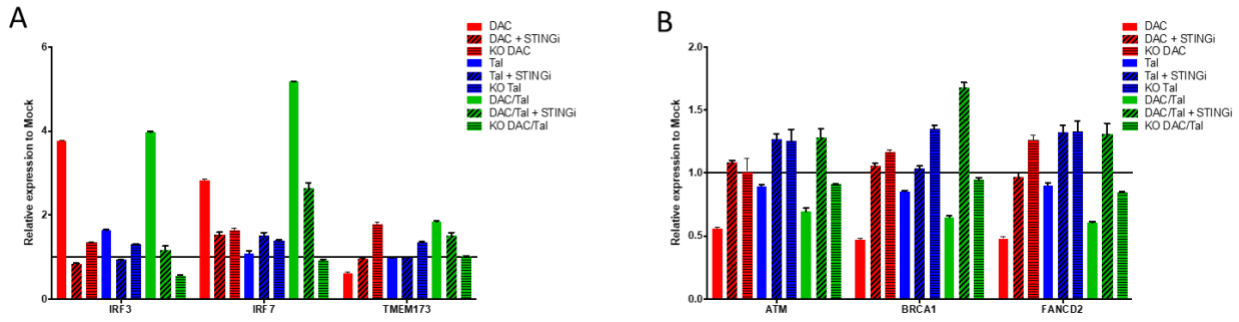 A
Relative expression to Mock
6
4
2
0
IRF3 IRF7 TMEM173
DAC
DAC + STINGi
KO DAC
Tal
Tal + STINGi
KO Tal
DAC/Tal
DAC/Tal + STINGi
KO DAC/Tal
B
Relative expression to Mock
2.0
1.5
1.0
0.5
0.0
ATM BRCA1 FANCD2
DAC
DAC + STINGi
KO DAC
Tal
Tal + STINGi
KO Tal
DAC/Tal
DAC/Tal + STINGi
KO DAC/Tal